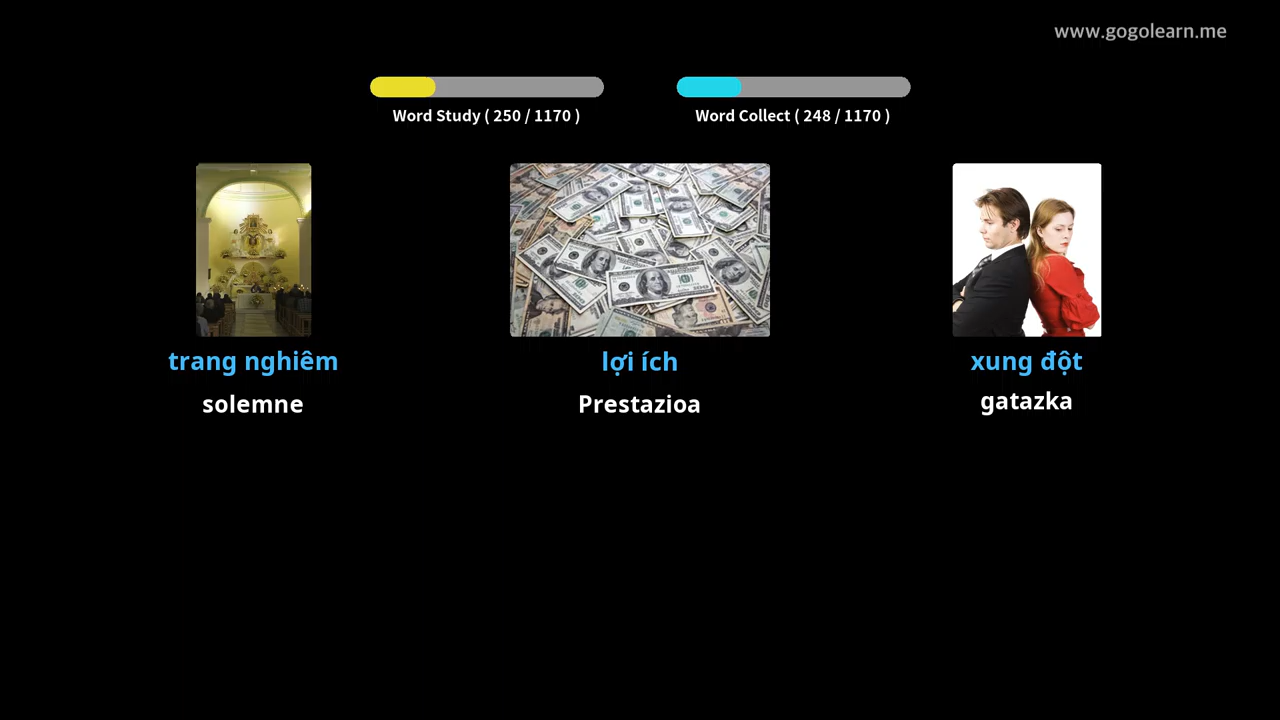 www.gogolearn.me
Word Study ( 250 / 1170 )
Word Collect ( 248 / 1170 )
trang nghiêm
lợi ích
xung đột
solemne
Prestazioa
gatazka